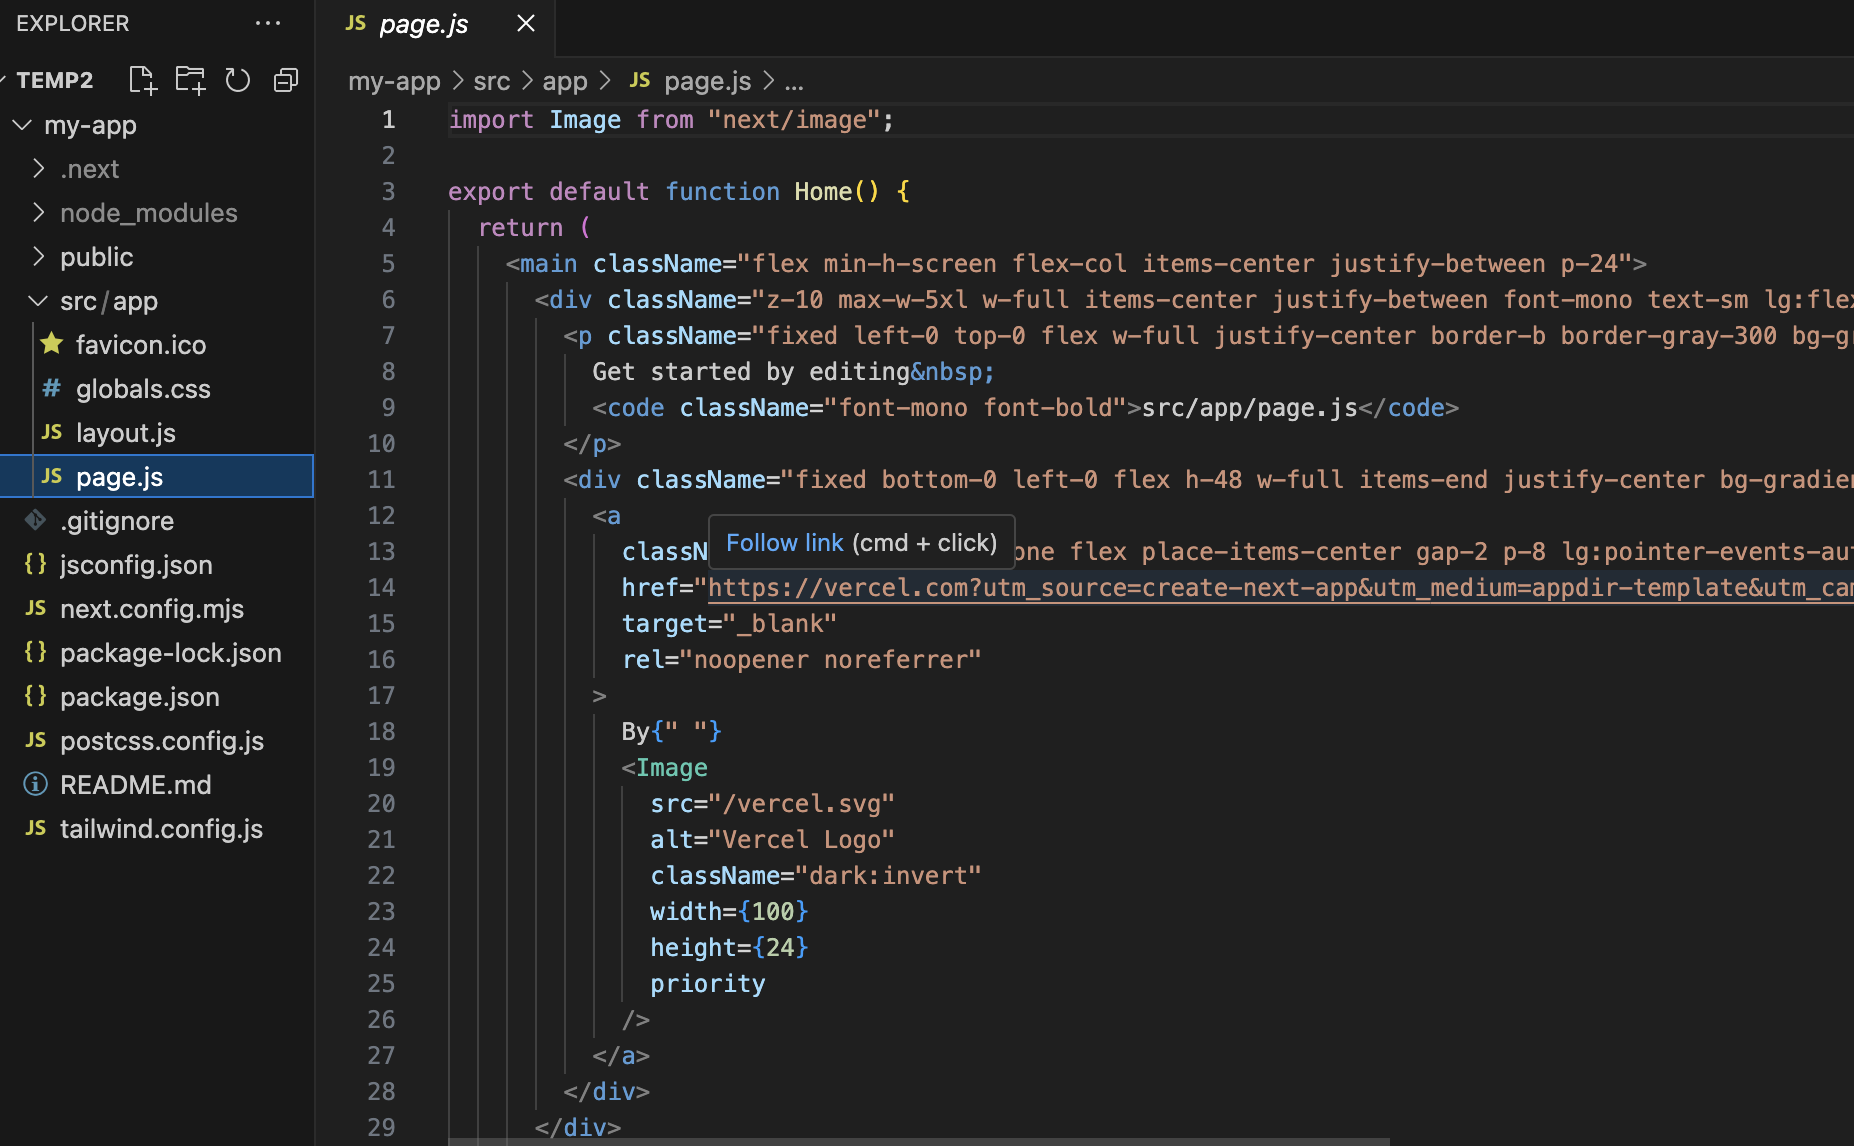 EXPLORER
TEMP2
my-app
.next
node_modules
public
src/app
favicon.ico
# globals.css
JS layout.js
JS page.js
.gitignore
{} jsconfig.json
JS next.config.mjs
{} package-lock.json
{} package.json
JS postcss.config.js
README.md
JS tailwind.config.js
JS page.js
my-app > src > app > JS page.js > ...
1 import Image from "next/image";
2
3 export default function Home() {
4 return (
5 <main className="flex min-h-screen flex-col items-center justify-between p-24">
6 <div className="z-10 max-w-5xl w-full items-center justify-between font-mono text-sm lg:flex
7 <p className="fixed left-0 top-0 flex w-full justify-center border-b border-gray-300 bg-gr
8 Get started by editing&nbsp;
9 <code className="font-mono font-bold">src/app/page.js</code>
10 </p>
11 <div className="fixed bottom-0 left-0 flex h-48 w-full items-end justify-center bg-gradien
12 <a
Follow link (cmd + click)
13 classN one flex place-items-center gap-2 p-8 lg:pointer-events-au
14 href="https://vercel.com?utm_source=create-next-app&utm_medium=appdir-template&utm_cam
15 target="_blank"
16 rel="noopener noreferrer"
17 >
18 By{" "}
19 <Image
20 src="/vercel.svg"
21 alt="Vercel Logo"
22 className="dark:invert"
23 width={100}
24 height={24}
25 priority
26 />
27 </a>
28 </div>
29 </div>